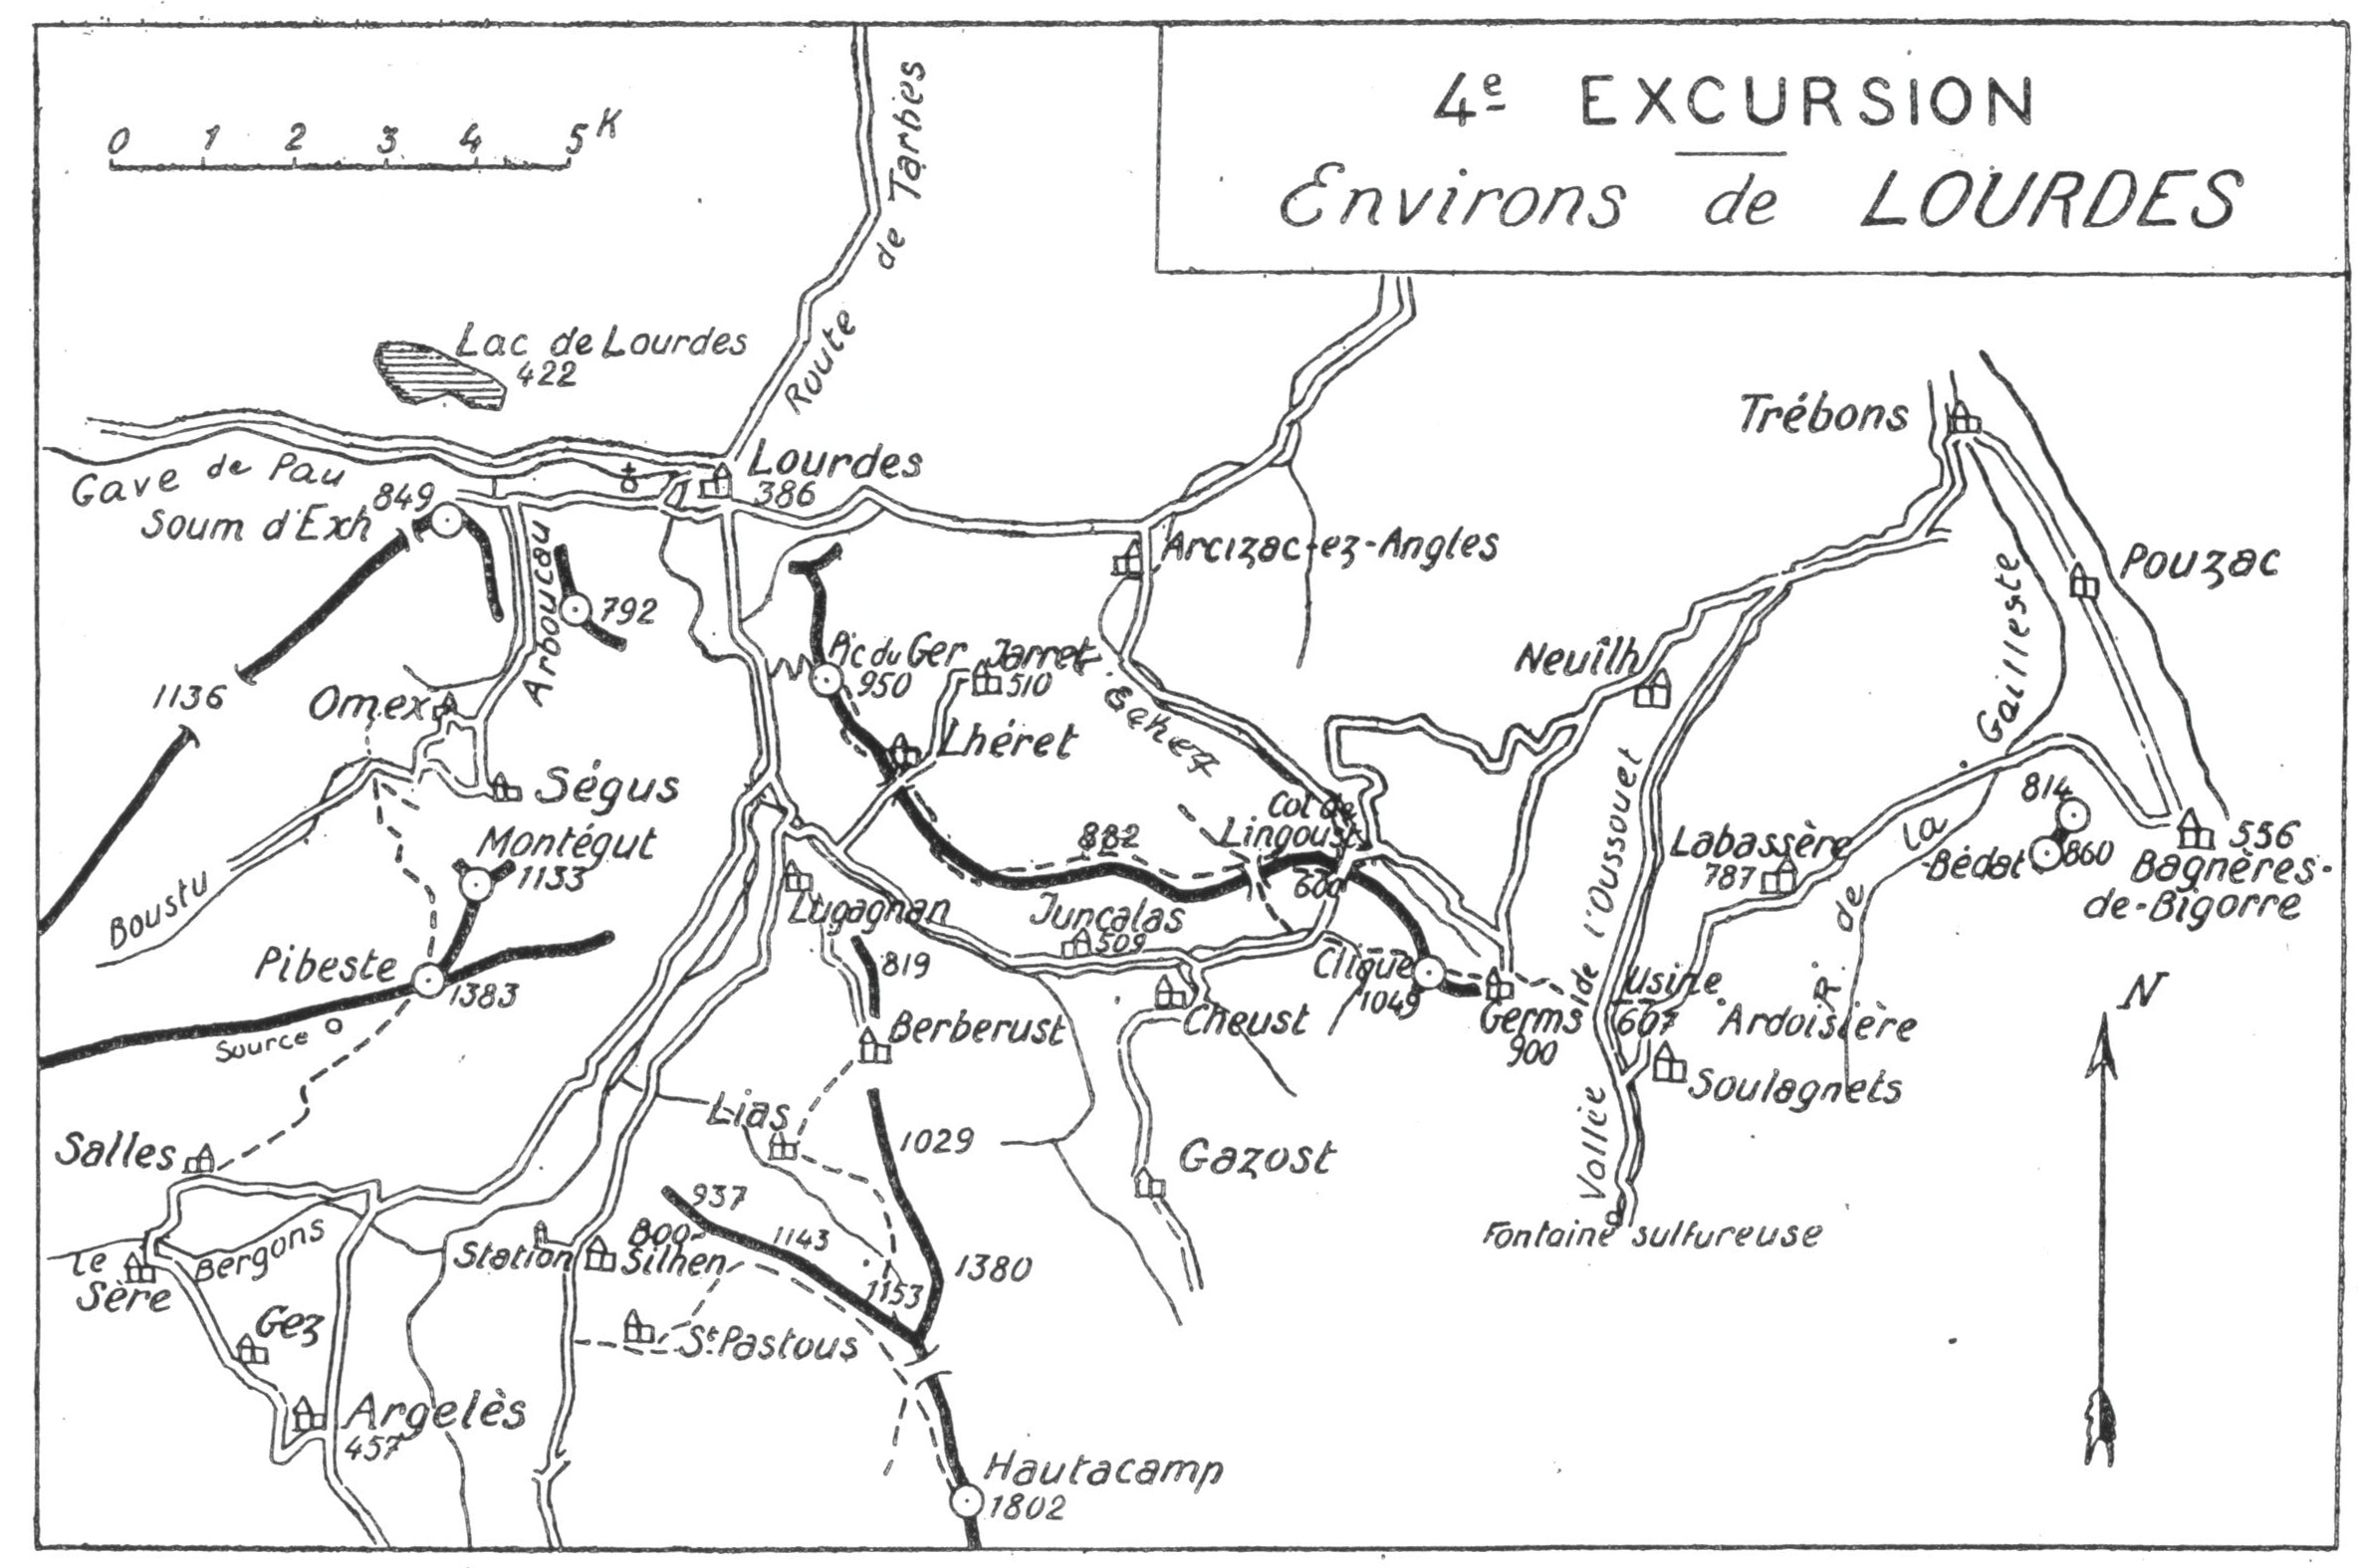 4e EXCURSION
Environs de LOURDES
0 1 2 3 4 5 K
Route de Tarbes
Lac de Lourdes
422
Gave de Pau
Lourdes
386
849
Soum d'Exh
Arboucau
792
1136
Omex
Ségus
Montégut
1133
Boustu
Pibeste
1383
Source
Salles
Le
Sère
Bergons
Gez
Argelès
457
Station
Boo-
Silhen
St Pastous
937
1143
1153
1380
1029
Hautacamp
1802
Lias
Berberust
819
Lugagnan
Pic du Ger
950
Jarret
510
Lhéret
Echez
Arcizac-ez-Angles
882
Col de
Lingoust
600
Juncalas
509
Cheust
Gazost
Clique
1049
Germs
900
Neuilh
Vallée de l'Oussouet
Usine
667
Ardoisière
Soulagnets
Fontaine sulfureuse
Labassère
787
Trébons
Pouzac
Gailleste
de la
814
Bédat 860
556
Bagnères-
de-Bigorre
N